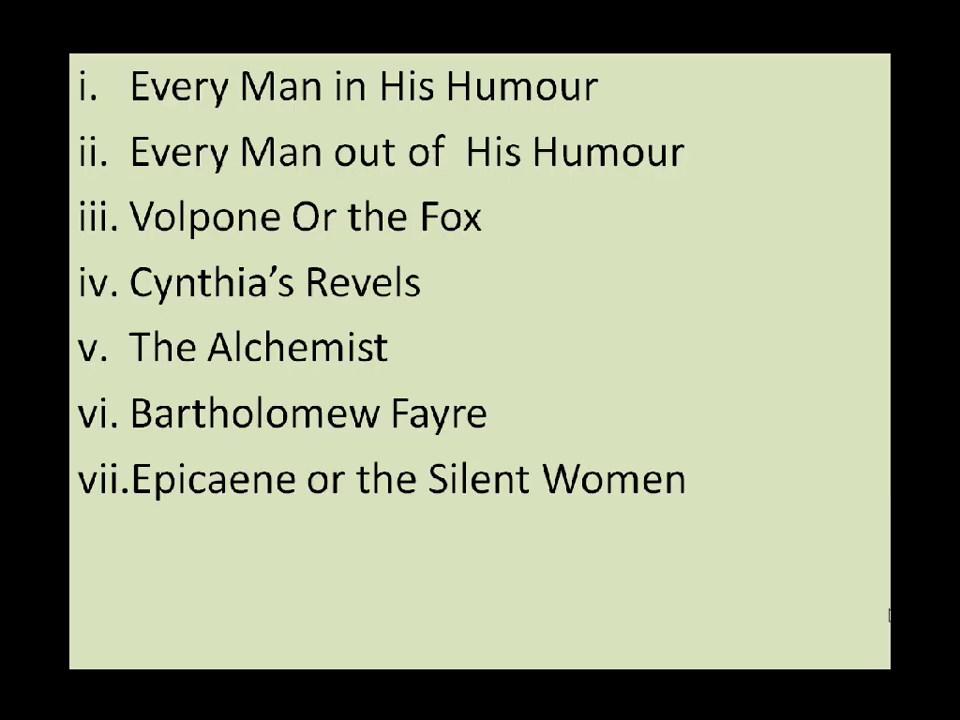 i. Every Man in His Humour
ii. Every Man out of His Humour
iii. Volpone Or the Fox
iv. Cynthia’s Revels
v. The Alchemist
vi. Bartholomew Fayre
vii.Epicaene or the Silent Women